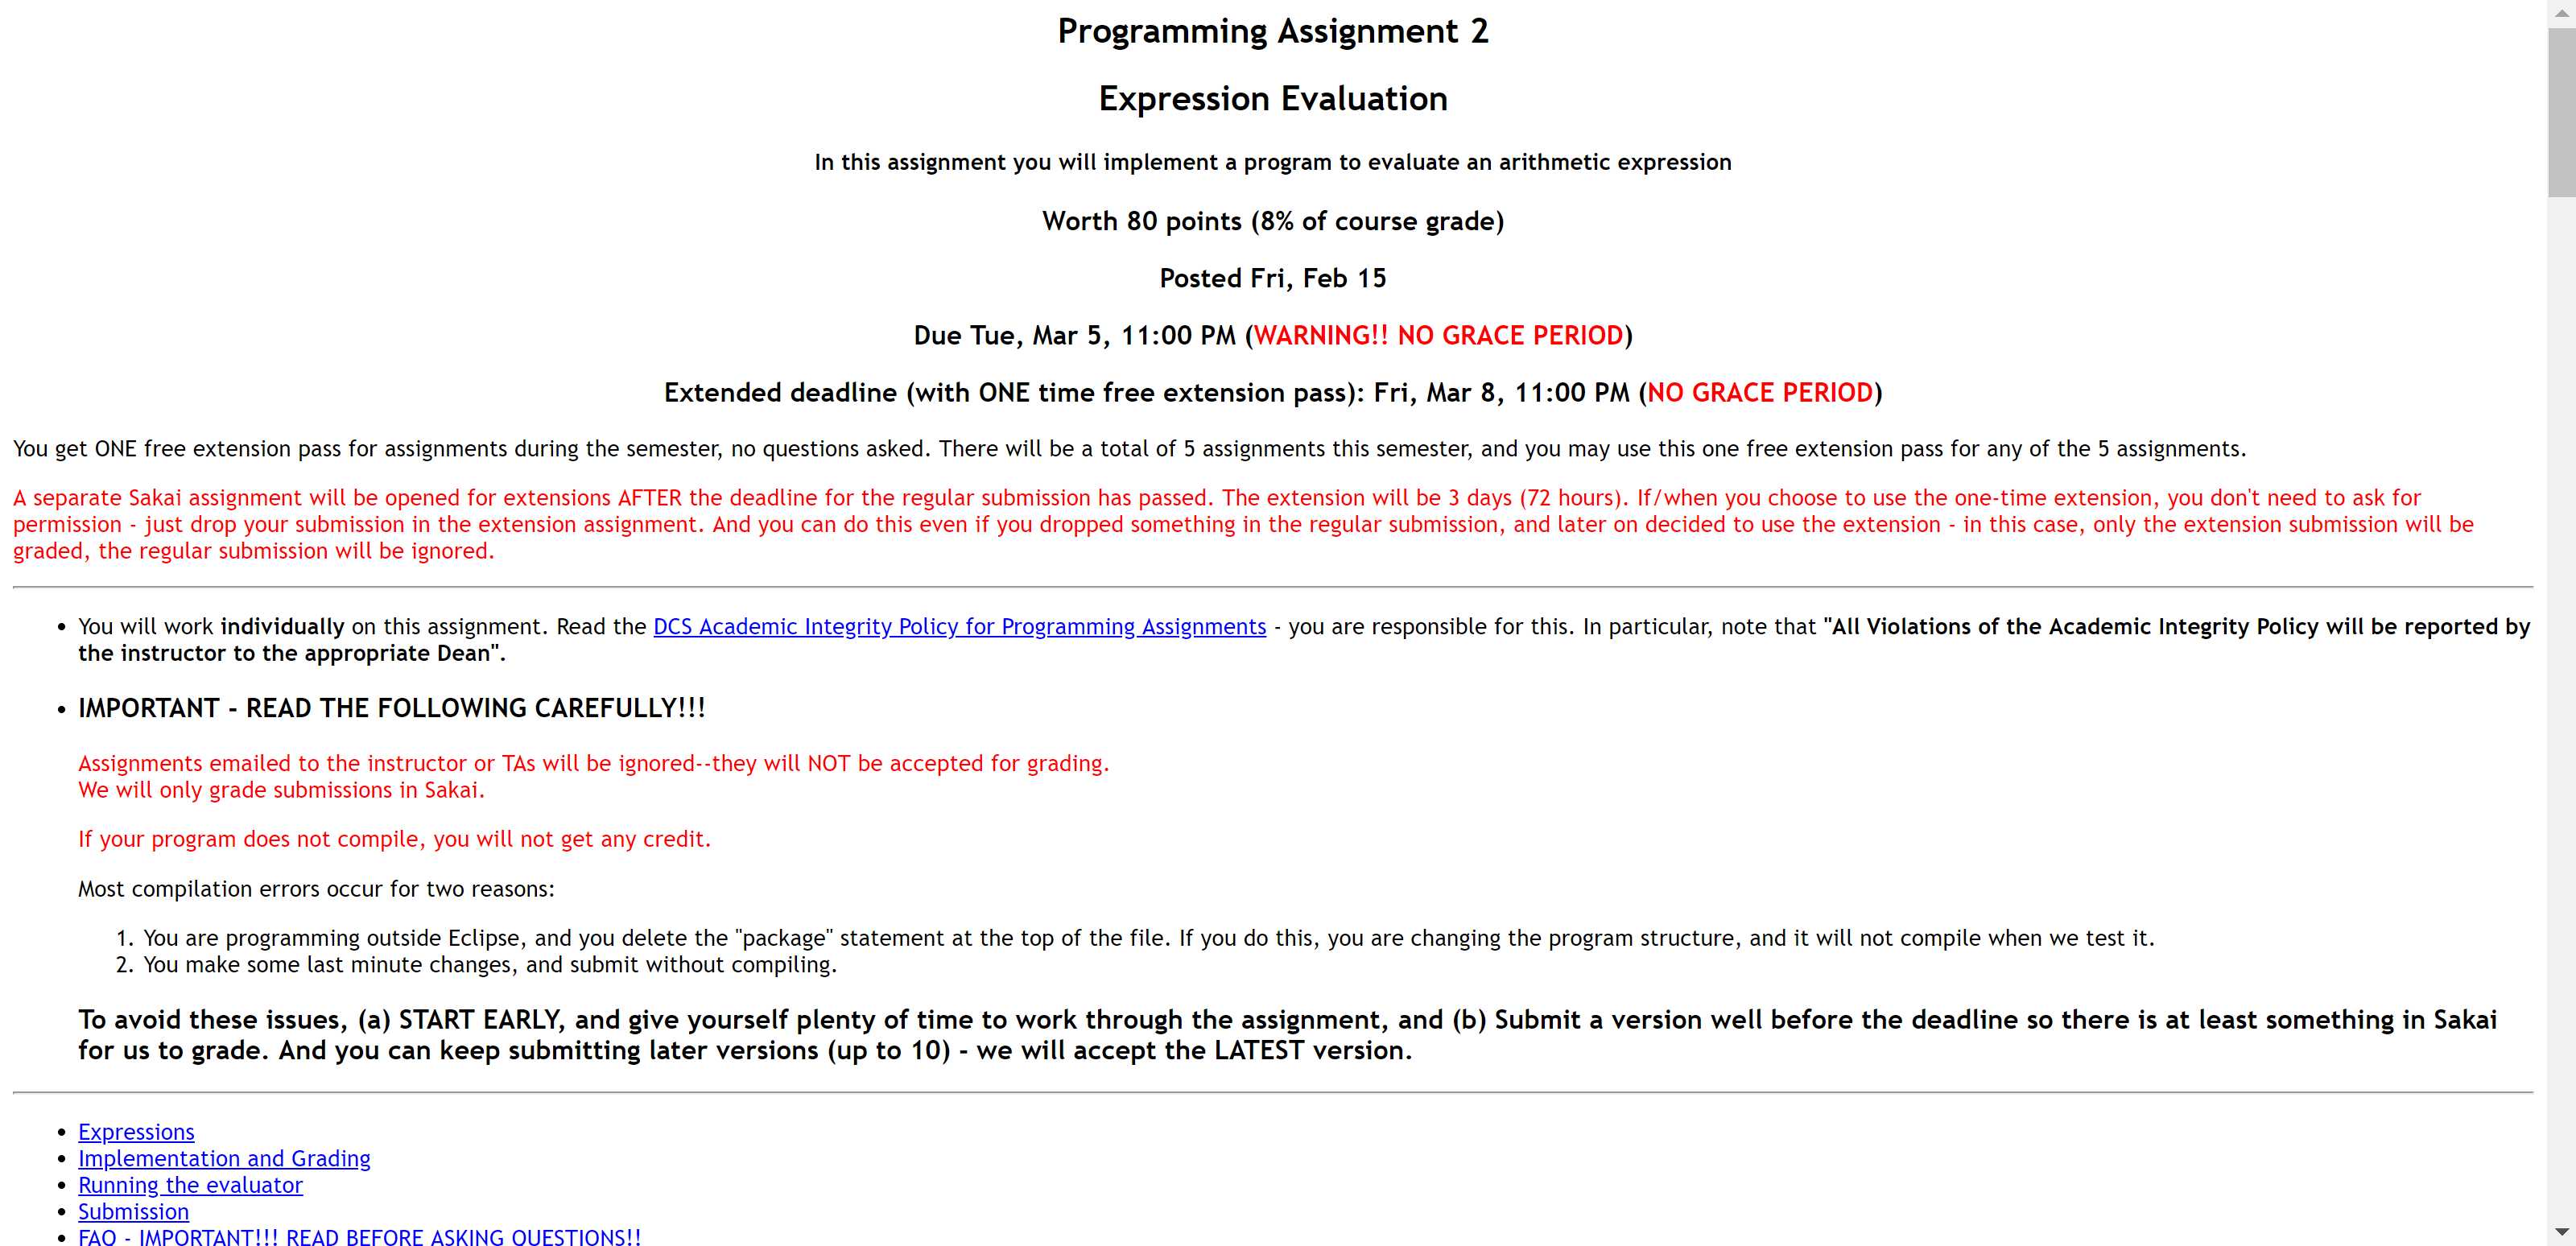 Programming Assignment 2
Expression Evaluation
In this assignment you will implement a program to evaluate an arithmetic expression
Worth 80 points (8% of course grade)
Posted Fri, Feb 15
Due Tue, Mar 5, 11:00 PM (WARNING!! NO GRACE PERIOD)
Extended deadline (with ONE time free extension pass): Fri, Mar 8, 11:00 PM (NO GRACE PERIOD)
You get ONE free extension pass for assignments during the semester, no questions asked. There will be a total of 5 assignments this semester, and you may use this one free extension pass for any of the 5 assignments.
A separate Sakai assignment will be opened for extensions AFTER the deadline for the regular submission has passed. The extension will be 3 days (72 hours). If/when you choose to use the one-time extension, you don't need to ask for
permission - just drop your submission in the extension assignment. And you can do this even if you dropped something in the regular submission, and later on decided to use the extension - in this case, only the extension submission will be
graded, the regular submission will be ignored.
• You will work individually on this assignment. Read the DCS Academic Integrity Policy for Programming Assignments - you are responsible for this. In particular, note that "All Violations of the Academic Integrity Policy will be reported by
the instructor to the appropriate Dean".
• IMPORTANT - READ THE FOLLOWING CAREFULLY!!!
Assignments emailed to the instructor or TAs will be ignored--they will NOT be accepted for grading.
We will only grade submissions in Sakai.
If your program does not compile, you will not get any credit.
Most compilation errors occur for two reasons:
1. You are programming outside Eclipse, and you delete the "package" statement at the top of the file. If you do this, you are changing the program structure, and it will not compile when we test it.
2. You make some last minute changes, and submit without compiling.
To avoid these issues, (a) START EARLY, and give yourself plenty of time to work through the assignment, and (b) Submit a version well before the deadline so there is at least something in Sakai
for us to grade. And you can keep submitting later versions (up to 10) - we will accept the LATEST version.
• Expressions
• Implementation and Grading
• Running the evaluator
• Submission
• FAQ - IMPORTANT!!! READ BEFORE ASKING QUESTIONS!!